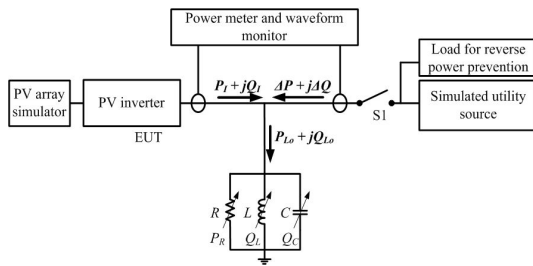 Power meter and waveform
monitor
Load for reverse
power prevention
PV array
simulator
PV inverter
P_I + jQ_I
ΔP + jΔQ
Simulated utility
source
S1
EUT
P_Lo + jQ_Lo
R L C
P_R Q_L Q_C